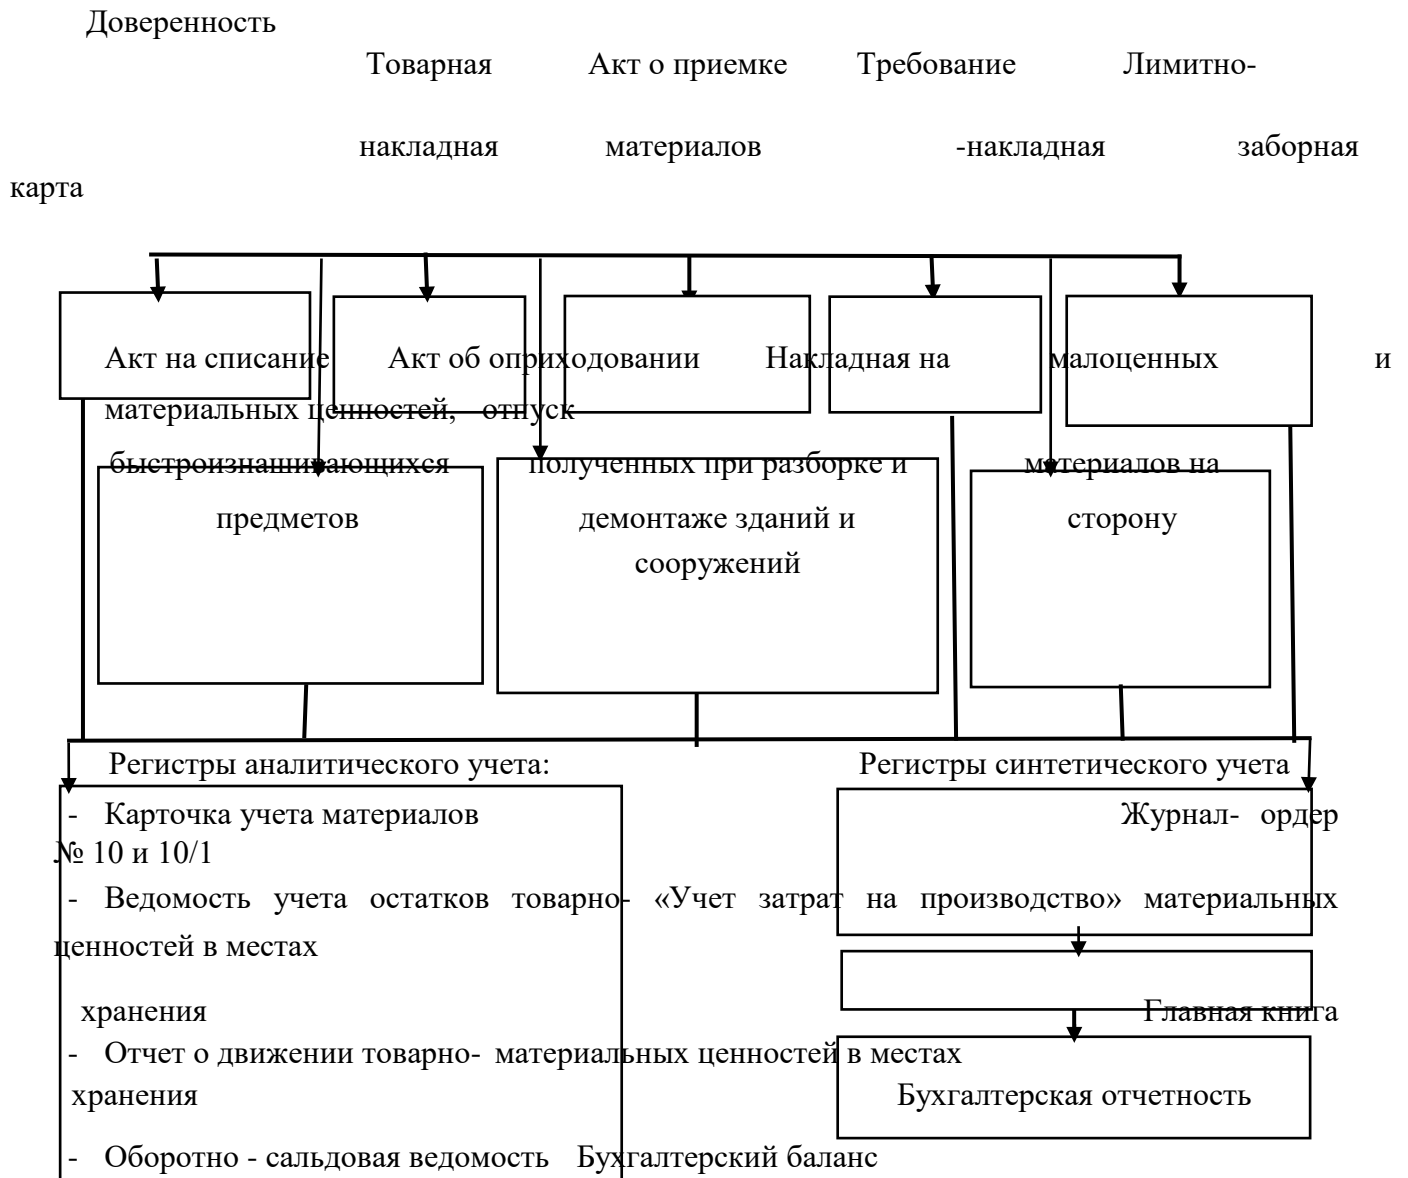 Доверенность
Товарная Акт о приемке Требование Лимитно-
накладная материалов -накладная заборная
карта
Акт на списание Акт об оприходовании Накладная на малоценных и
материальных ценностей, отпуск
быстроизнашивающихся полученных при разборке и материалов на
предметов демонтаже зданий и сторону
сооружений
Регистры аналитического учета: Регистры синтетического учета
- Карточка учета материалов Журнал- ордер
№ 10 и 10/1
- Ведомость учета остатков товарно- «Учет затрат на производство» материальных
ценностей в местах
хранения Главная книга
- Отчет о движении товарно- материальных ценностей в местах
хранения Бухгалтерская отчетность
- Оборотно - сальдовая ведомость Бухгалтерский баланс